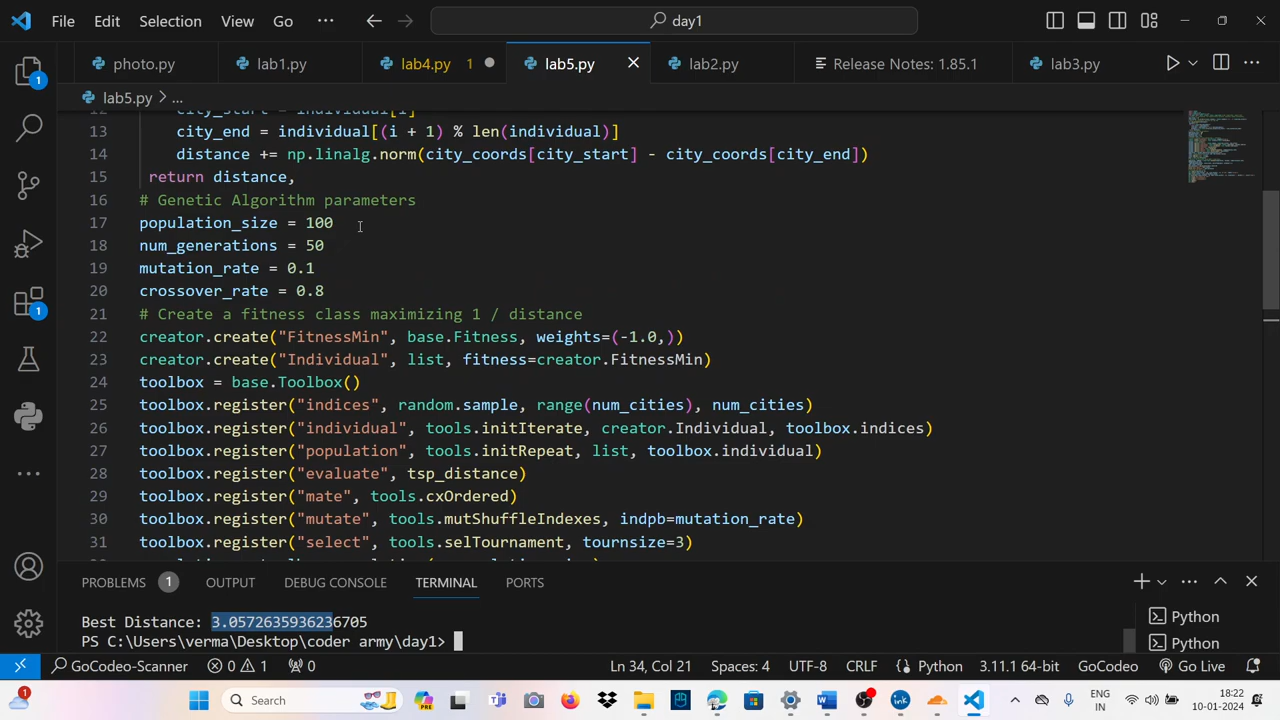 File Edit Selection View Go ··· day1
photo.py lab1.py lab4.py 1 lab5.py lab2.py Release Notes: 1.85.1 lab3.py
lab5.py > ...
13 city_end = individual[(i + 1) % len(individual)]
14 distance += np.linalg.norm(city_coords[city_start] - city_coords[city_end])
15 return distance,
16 # Genetic Algorithm parameters
17 population_size = 100
18 num_generations = 50
19 mutation_rate = 0.1
20 crossover_rate = 0.8
21 # Create a fitness class maximizing 1 / distance
22 creator.create("FitnessMin", base.Fitness, weights=(-1.0,))
23 creator.create("Individual", list, fitness=creator.FitnessMin)
24 toolbox = base.Toolbox()
25 toolbox.register("indices", random.sample, range(num_cities), num_cities)
26 toolbox.register("individual", tools.initIterate, creator.Individual, toolbox.indices)
27 toolbox.register("population", tools.initRepeat, list, toolbox.individual)
28 toolbox.register("evaluate", tsp_distance)
29 toolbox.register("mate", tools.cxOrdered)
30 toolbox.register("mutate", tools.mutShuffleIndexes, indpb=mutation_rate)
31 toolbox.register("select", tools.selTournament, tournsize=3)
PROBLEMS 1 OUTPUT DEBUG CONSOLE TERMINAL PORTS
Best Distance: 3.0572635936236705
PS C:\Users\verma\Desktop\coder army\day1>
Python
Python
GoCodeo-Scanner 0 1 0 Ln 34, Col 21 Spaces: 4 UTF-8 CRLF Python 3.11.1 64-bit GoCodeo Go Live
Search ENG IN 18:22 10-01-2024